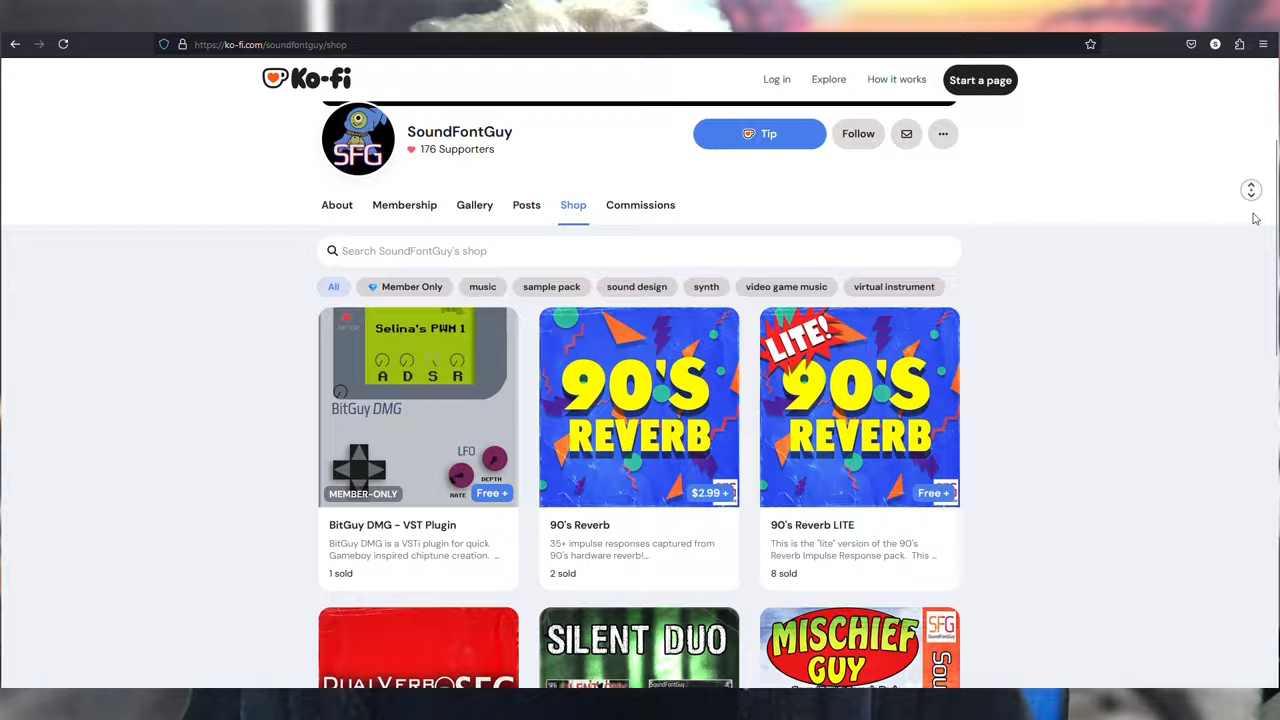 https://ko-fi.com/soundfontguy/shop
Ko-fi
Log in
Explore
How it works
Start a page
SFG
SoundFontGuy
176 Supporters
Tip
Follow
About
Membership
Gallery
Posts
Shop
Commissions
Search SoundFontGuy's shop
All
Member Only
music
sample pack
sound design
synth
video game music
virtual instrument
Selina's PWM 1
A D S R
BitGuy DMG
LFO
DEPTH
RATE
MEMBER-ONLY
Free +
BitGuy DMG - VST Plugin
BitGuy DMG is a VSTi plugin for quick
Gameboy inspired chiptune creation. ...
1 sold
90'S
REVERB
$2.99 +
90's Reverb
35+ impulse responses captured from
90's hardware reverb!...
2 sold
LITE!
90'S
REVERB
Free +
90's Reverb LITE
This is the "lite" version of the 90's
Reverb Impulse Response pack. This ...
8 sold
SILENT DUO
MISCHIEF
GUY
SFG
SoundFontGuy